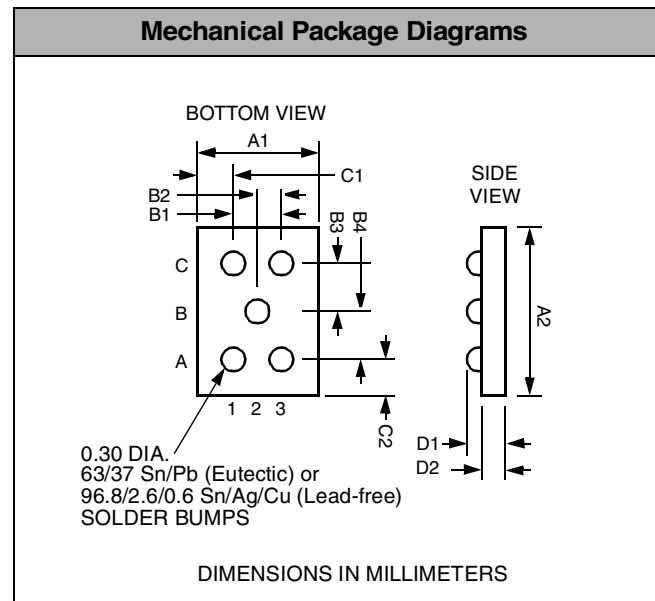 Mechanical Package Diagrams
BOTTOM VIEW
A1
C1
SIDE
VIEW
B2
B1
B3
B4
C
B
A
A2
1 2 3
C2
D1
D2
0.30 DIA.
63/37 Sn/Pb (Eutectic) or
96.8/2.6/0.6 Sn/Ag/Cu (Lead-free)
SOLDER BUMPS
DIMENSIONS IN MILLIMETERS